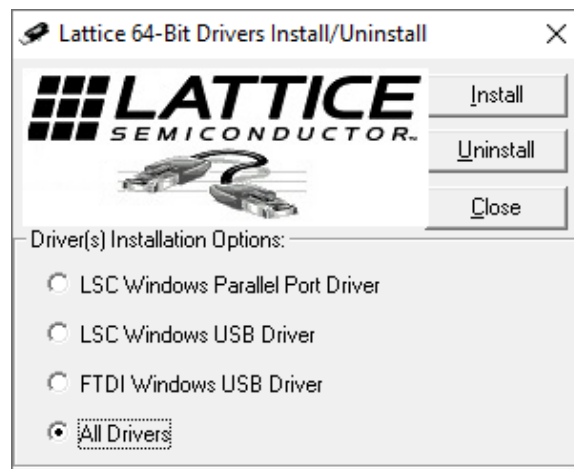 Lattice 64-Bit Drivers Install/Uninstall
LATTICE
SEMICONDUCTOR™
Install
Uninstall
Close
Driver(s) Installation Options:
LSC Windows Parallel Port Driver
LSC Windows USB Driver
FTDI Windows USB Driver
All Drivers